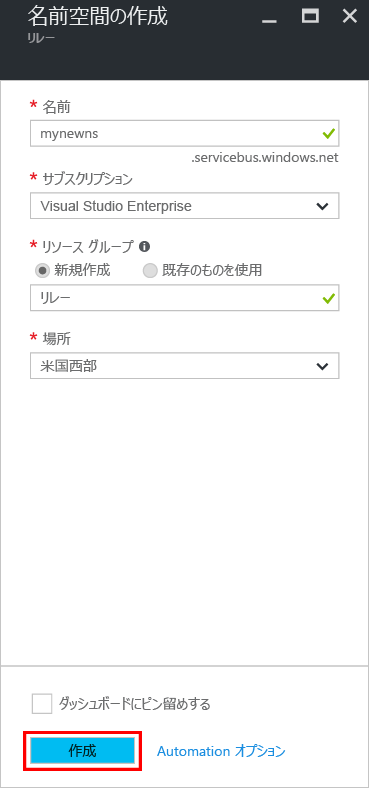 名前空間の作成
リレー
* 名前
mynewns
.servicebus.windows.net
* サブスクリプション
Visual Studio Enterprise
* リソース グループ
新規作成 既存のものを使用
リレー
* 場所
米国西部
ダッシュボードにピン留めする
作成 Automation オプション